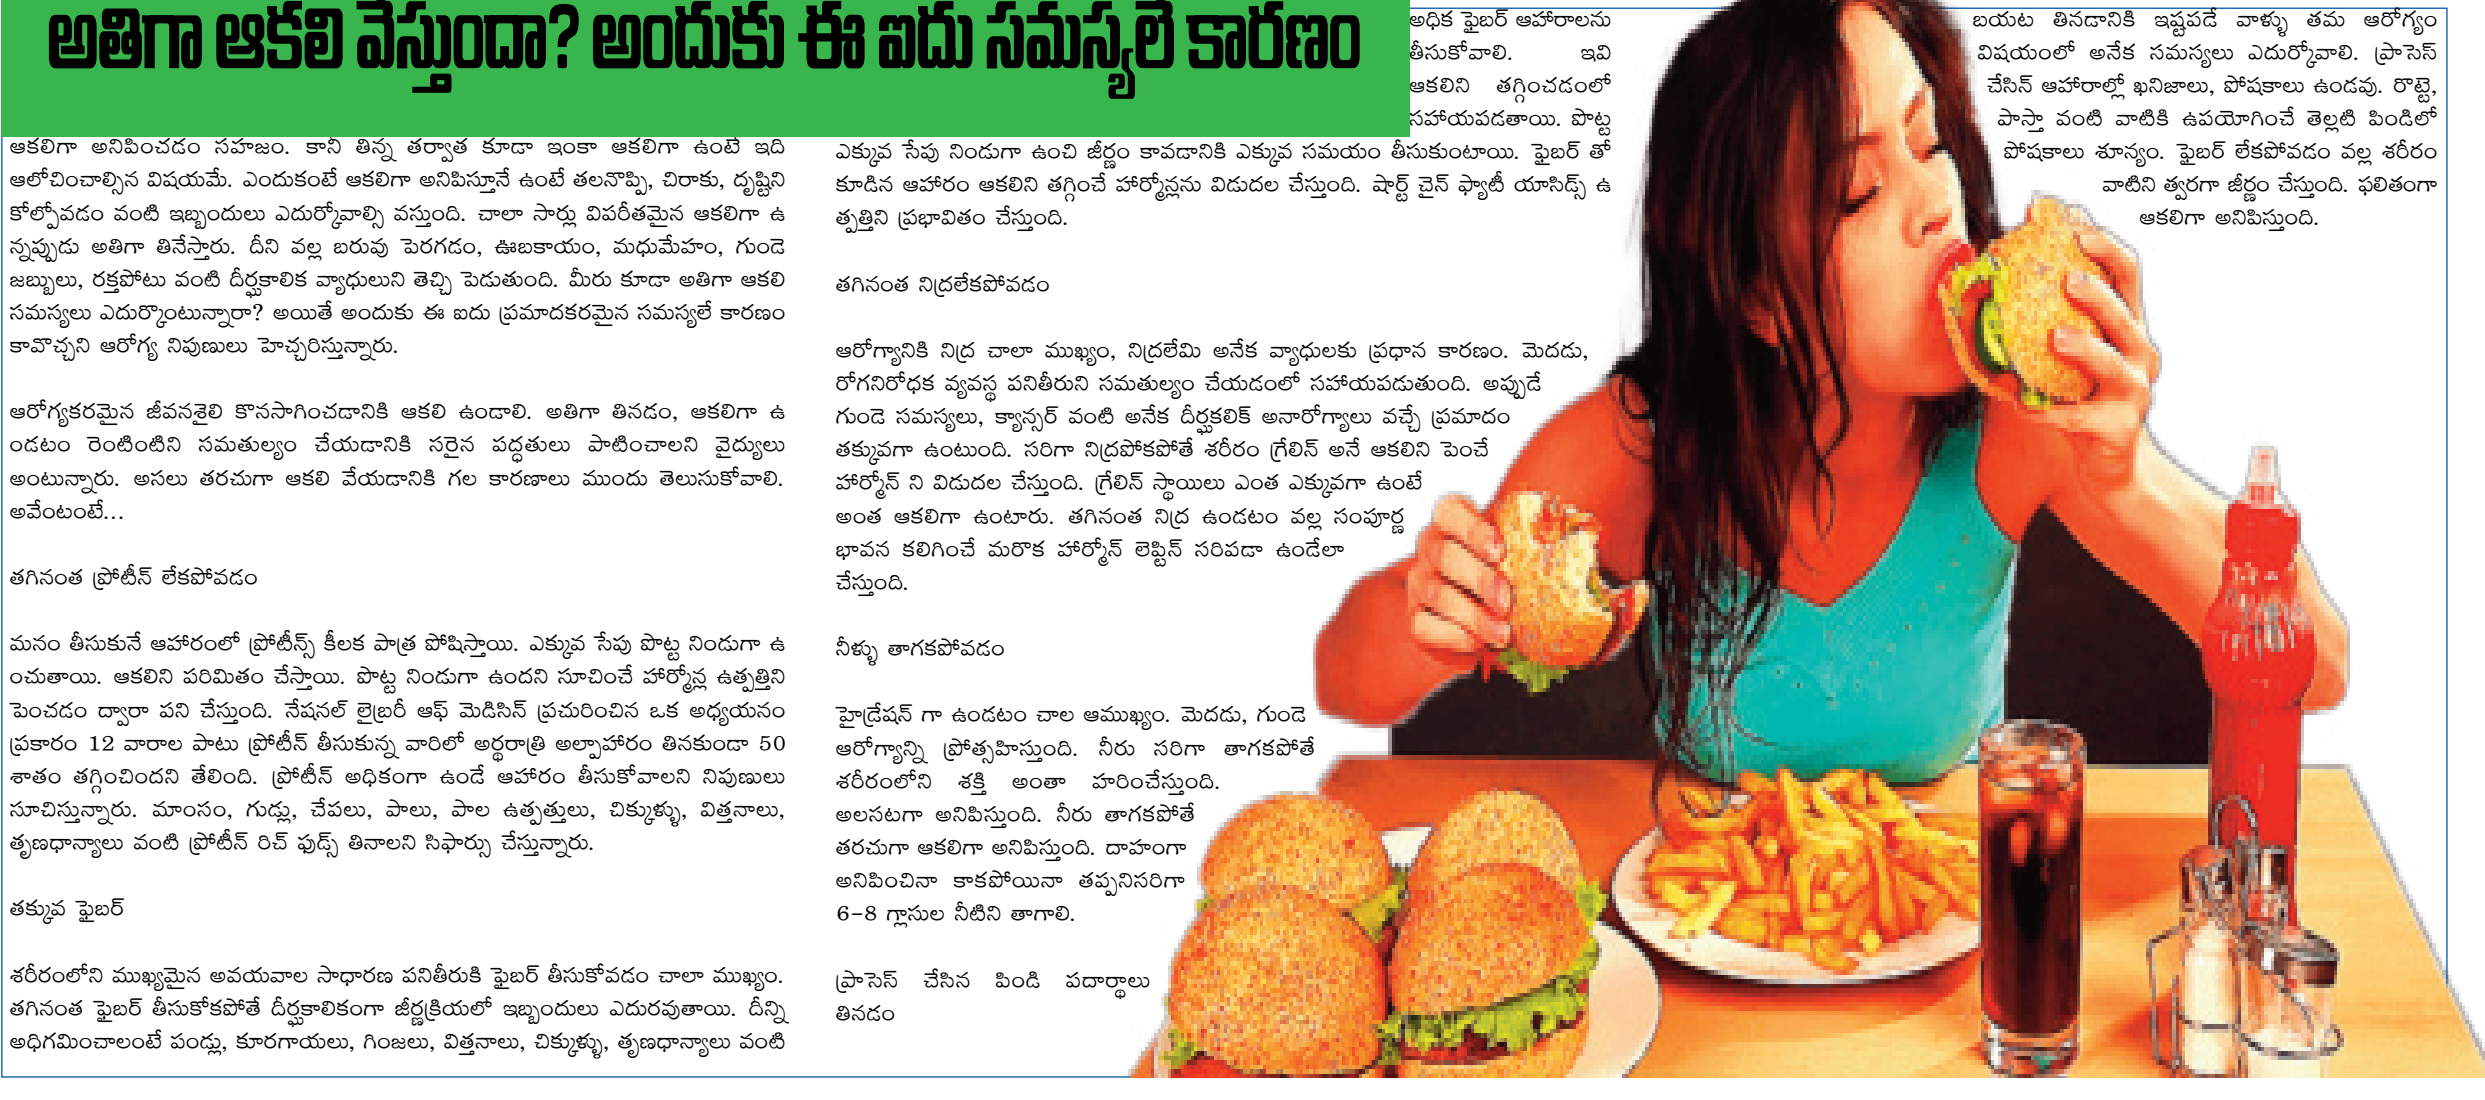 అతిగా ఆకలి వేస్తుందా? అందుకు ఈ ఐదు సమస్యలే కారణం
ఆకలిగా అనిపించడం సహజం. కానీ తిన్న తర్వాత కూడా ఇంకా ఆకలిగా ఉంటే ఇది
ఆలోచించాల్సిన విషయమే. ఎందుకంటే ఆకలిగా అనిపిస్తూనే ఉంటే తలనొప్పి, చిరాకు, దృష్టిని
కోల్పోవడం వంటి ఇబ్బందులు ఎదుర్కోవాల్సి వస్తుంది. చాలా సార్లు విపరీతమైన ఆకలిగా ఉ
న్నప్పుడు అతిగా తినేస్తారు. దీని వల్ల బరువు పెరగడం, ఊబకాయం, మధుమేహం, గుండె
జబ్బులు, రక్తపోటు వంటి దీర్ఘకాలిక వ్యాధులుని తెచ్చి పెడుతుంది. మీరు కూడా అతిగా ఆకలి
సమస్యలు ఎదుర్కొంటున్నారా? అయితే అందుకు ఈ ఐదు ప్రమాదకరమైన సమస్యలే కారణం
కావొచ్చని ఆరోగ్య నిపుణులు హెచ్చరిస్తున్నారు.
ఆరోగ్యకరమైన జీవనశైలి కొనసాగించడానికి ఆకలి ఉండాలి. అతిగా తినడం, ఆకలిగా ఉ
ండటం రెంటింటిని సమతుల్యం చేయడానికి సరైన పద్ధతులు పాటించాలని వైద్యులు
అంటున్నారు. అసలు తరచుగా ఆకలి వేయడానికి గల కారణాలు ముందు తెలుసుకోవాలి.
అవేంటంటే...
తగినంత ప్రోటీన్ లేకపోవడం
మనం తీసుకునే ఆహారంలో ప్రోటీన్స్ కీలక పాత్ర పోషిస్తాయి. ఎక్కువ సేపు పొట్ట నిండుగా ఉ
ంచుతాయి. ఆకలిని పరిమితం చేస్తాయి. పొట్ట నిండుగా ఉందని సూచించే హార్మోన్ల ఉత్పత్తిని
పెంచడం ద్వారా పని చేస్తుంది. నేషనల్ లైబ్రరీ ఆఫ్ మెడిసిన్ ప్రచురించిన ఒక అధ్యయనం
ప్రకారం 12 వారాల పాటు ప్రోటీన్ తీసుకున్న వారిలో అర్థరాత్రి అల్పాహారం తినకుండా 50
శాతం తగ్గించిందని తేలింది. ప్రోటీన్ అధికంగా ఉండే ఆహారం తీసుకోవాలని నిపుణులు
సూచిస్తున్నారు. మాంసం, గుడ్లు, చేపలు, పాలు, పాల ఉత్పత్తులు, చిక్కుళ్ళు, విత్తనాలు,
తృణధాన్యాలు వంటి ప్రోటీన్ రిచ్ ఫుడ్స్ తినాలని సిఫార్సు చేస్తున్నారు.
తక్కువ ఫైబర్
శరీరంలోని ముఖ్యమైన అవయవాల సాధారణ పనితీరుకి ఫైబర్ తీసుకోవడం చాలా ముఖ్యం.
తగినంత ఫైబర్ తీసుకోకపోతే దీర్ఘకాలికంగా జీర్ణక్రియలో ఇబ్బందులు ఎదురవుతాయి. దీన్ని
అధిగమించాలంటే పండ్లు, కూరగాయలు, గింజలు, విత్తనాలు, చిక్కుళ్ళు, తృణధాన్యాలు వంటి
అధిక ఫైబర్ ఆహారాలను
తీసుకోవాలి. ఇవి
ఆకలిని తగ్గించడంలో
సహాయపడతాయి. పొట్ట
ఎక్కువ సేపు నిండుగా ఉంచి జీర్ణం కావడానికి ఎక్కువ సమయం తీసుకుంటాయి. ఫైబర్ తో
కూడిన ఆహారం ఆకలిని తగ్గించే హార్మోన్లను విడుదల చేస్తుంది. షార్ట్ చైన్ ఫ్యాటీ యాసిడ్స్ ఉ
త్పత్తిని ప్రభావితం చేస్తుంది.
తగినంత నిద్రలేకపోవడం
ఆరోగ్యానికి నిద్ర చాలా ముఖ్యం, నిద్రలేమి అనేక వ్యాధులకు ప్రధాన కారణం. మెదడు,
రోగనిరోధక వ్యవస్థ పనితీరుని సమతుల్యం చేయడంలో సహాయపడుతుంది. అప్పుడే
గుండె సమస్యలు, క్యాన్సర్ వంటి అనేక దీర్ఘకలిక్ అనారోగ్యాలు వచ్చే ప్రమాదం
తక్కువగా ఉంటుంది. సరిగా నిద్రపోకపోతే శరీరం గ్రేలిన్ అనే ఆకలిని పెంచే
హార్మోన్ ని విడుదల చేస్తుంది. గ్రేలిన్ స్థాయిలు ఎంత ఎక్కువగా ఉంటే
అంత ఆకలిగా ఉంటారు. తగినంత నిద్ర ఉండటం వల్ల సంపూర్ణ
భావన కలిగించే మరొక హార్మోన్ లెప్టిన్ సరిపడా ఉండేలా
చేస్తుంది.
నీళ్ళు తాగకపోవడం
హైడ్రేషన్ గా ఉండటం చాల ఆముఖ్యం. మెదడు, గుండె
ఆరోగ్యాన్ని ప్రోత్సహిస్తుంది. నీరు సరిగా తాగకపోతే
శరీరంలోని శక్తి అంతా హరించేస్తుంది.
అలసటగా అనిపిస్తుంది. నీరు తాగకపోతే
తరచుగా ఆకలిగా అనిపిస్తుంది. దాహంగా
అనిపించినా కాకపోయినా తప్పనిసరిగా
6-8 గ్లాసుల నీటిని తాగాలి.
ప్రాసెస్ చేసిన పిండి పదార్థాలు
తినడం
బయట తినడానికి ఇష్టపడే వాళ్ళు తమ ఆరోగ్యం
విషయంలో అనేక సమస్యలు ఎదుర్కోవాలి. ప్రాసెస్
చేసిన్ ఆహారాల్లో ఖనిజాలు, పోషకాలు ఉండవు. రొట్టె,
పాస్తా వంటి వాటికి ఉపయోగించే తెల్లటి పిండిలో
పోషకాలు శూన్యం. ఫైబర్ లేకపోవడం వల్ల శరీరం
వాటిని త్వరగా జీర్ణం చేస్తుంది. ఫలితంగా
ఆకలిగా అనిపిస్తుంది.